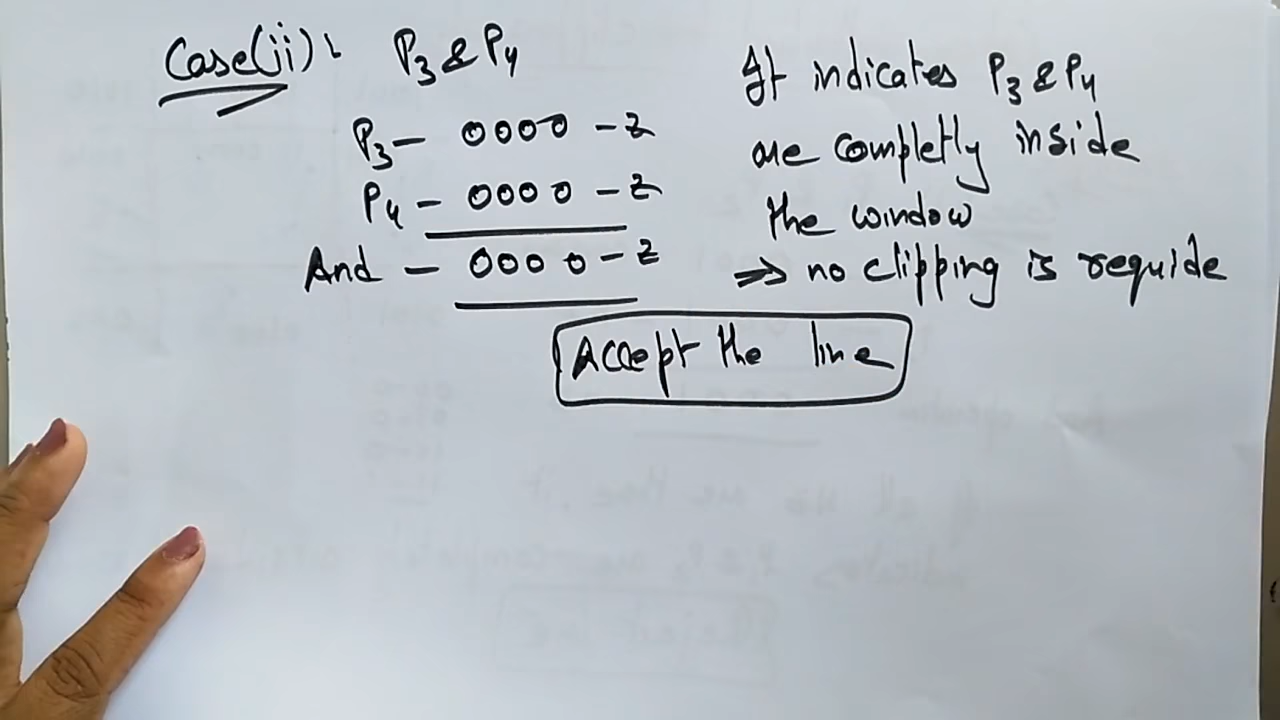 Case(ii): P3 & P4
P3 - 0000 - Z
P4 - 0000 - Z
And - 0000 - Z
It indicates P3 & P4
are completly inside
the window
⇒ no clipping is requide
Accept the line